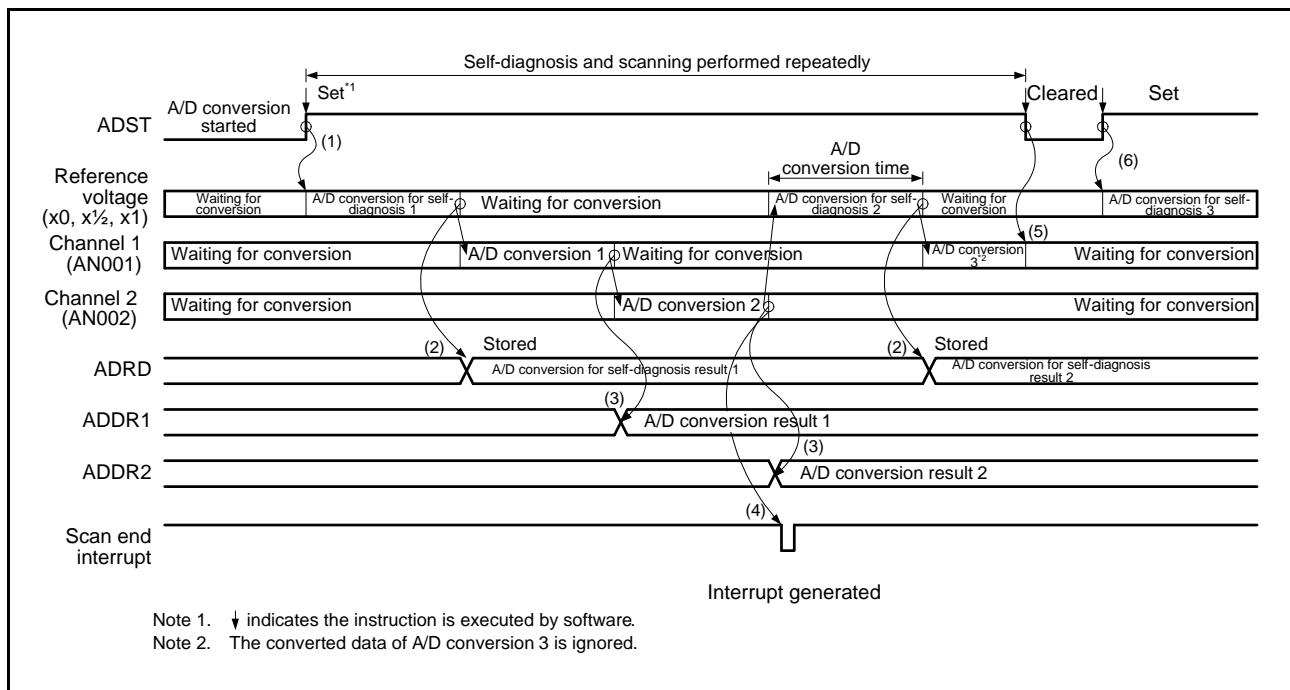 Self-diagnosis and scanning performed repeatedly
A/D conversion
started
Set*1
Cleared
Set
ADST
(1)
A/D
conversion time
(6)
Reference
voltage
(x0, x½, x1)
Waiting for
conversion
A/D conversion for self-
diagnosis 1
Waiting for conversion
A/D conversion for self-
diagnosis 2
Waiting for
conversion
A/D conversion for self-
diagnosis 3
(5)
Channel 1
(AN001)
Waiting for conversion
A/D conversion 1
Waiting for conversion
A/D conversion
3*2
Waiting for conversion
Channel 2
(AN002)
Waiting for conversion
A/D conversion 2
Waiting for conversion
(2)
Stored
(2)
Stored
ADRD
A/D conversion for self-diagnosis result 1
A/D conversion for self-diagnosis
result 2
(3)
ADDR1
A/D conversion result 1
(3)
ADDR2
A/D conversion result 2
(4)
Scan end
interrupt
Interrupt generated
Note 1. ↓ indicates the instruction is executed by software.
Note 2. The converted data of A/D conversion 3 is ignored.